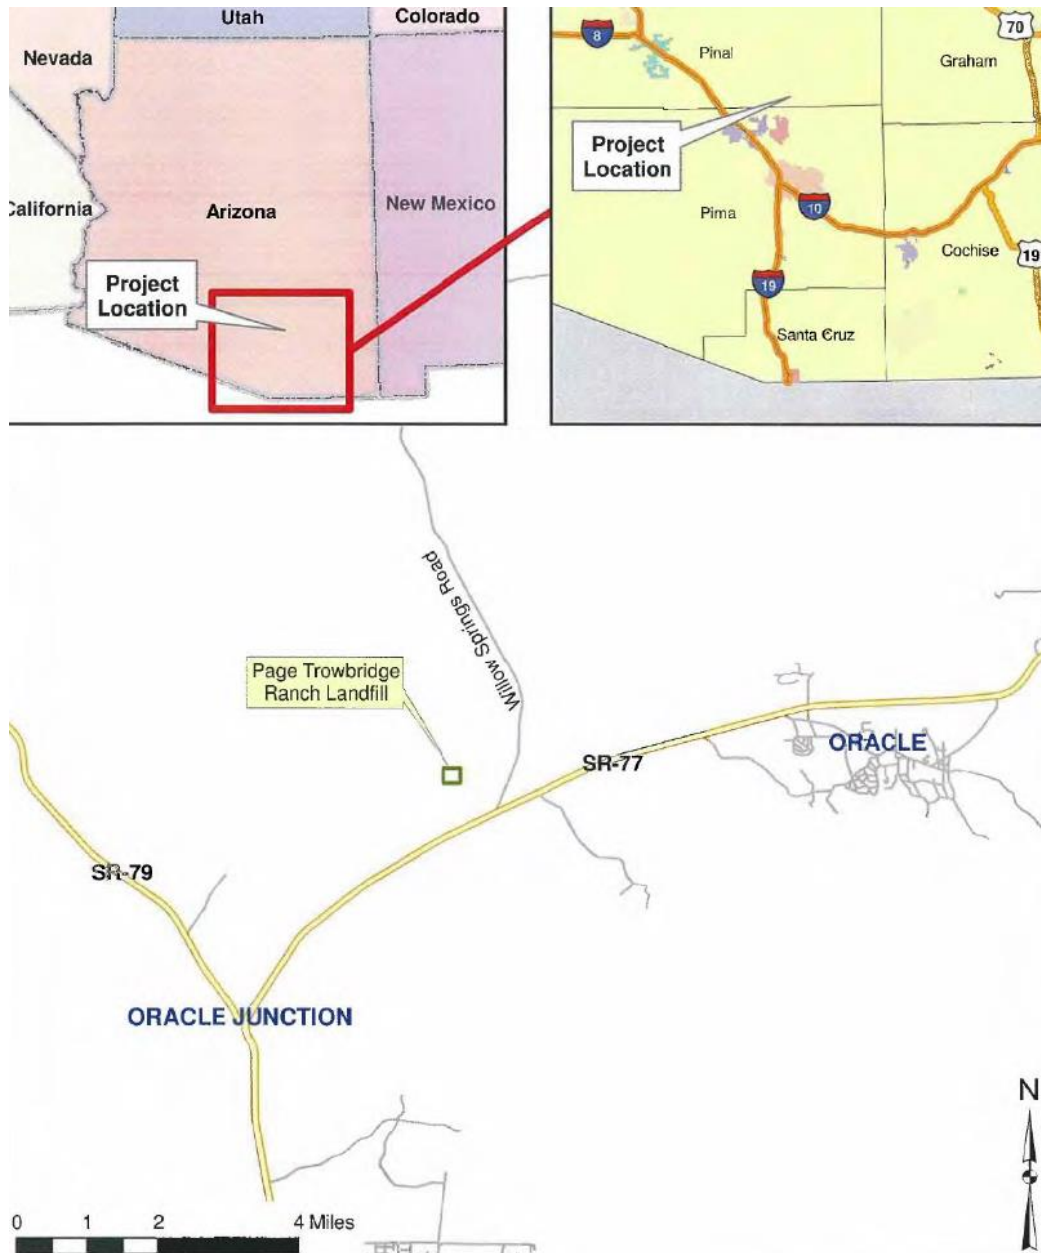 Utah
Colorado
Nevada
California
Arizona
New Mexico
Project
Location
8
Pinal
70
Graham
Project
Location
Pima
10
Cochise
19
19
Santa Cruz
Willow Springs Road
Page Trowbridge
Ranch Landfill
ORACLE
SR-77
SR-79
ORACLE JUNCTION
N
0 1 2 4 Miles